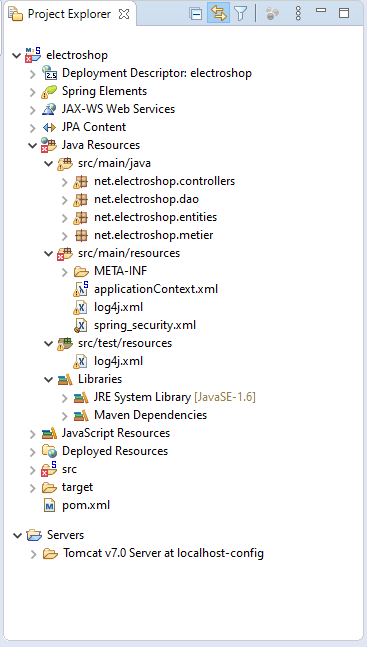 Project Explorer
electroshop
Deployment Descriptor: electroshop
Spring Elements
JAX-WS Web Services
JPA Content
Java Resources
src/main/java
net.electroshop.controllers
net.electroshop.dao
net.electroshop.entities
net.electroshop.metier
src/main/resources
META-INF
applicationContext.xml
log4j.xml
spring_security.xml
src/test/resources
log4j.xml
Libraries
JRE System Library [JavaSE-1.6]
Maven Dependencies
JavaScript Resources
Deployed Resources
src
target
pom.xml
Servers
Tomcat v7.0 Server at localhost-config